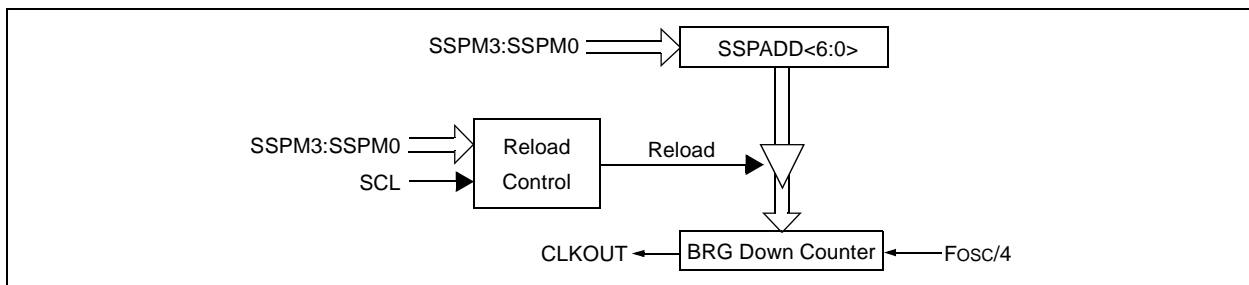 SSPM3:SSPM0
SSPADD<6:0>
SSPM3:SSPM0
SCL
Reload
Control
Reload
CLKOUT
BRG Down Counter
FOSC/4